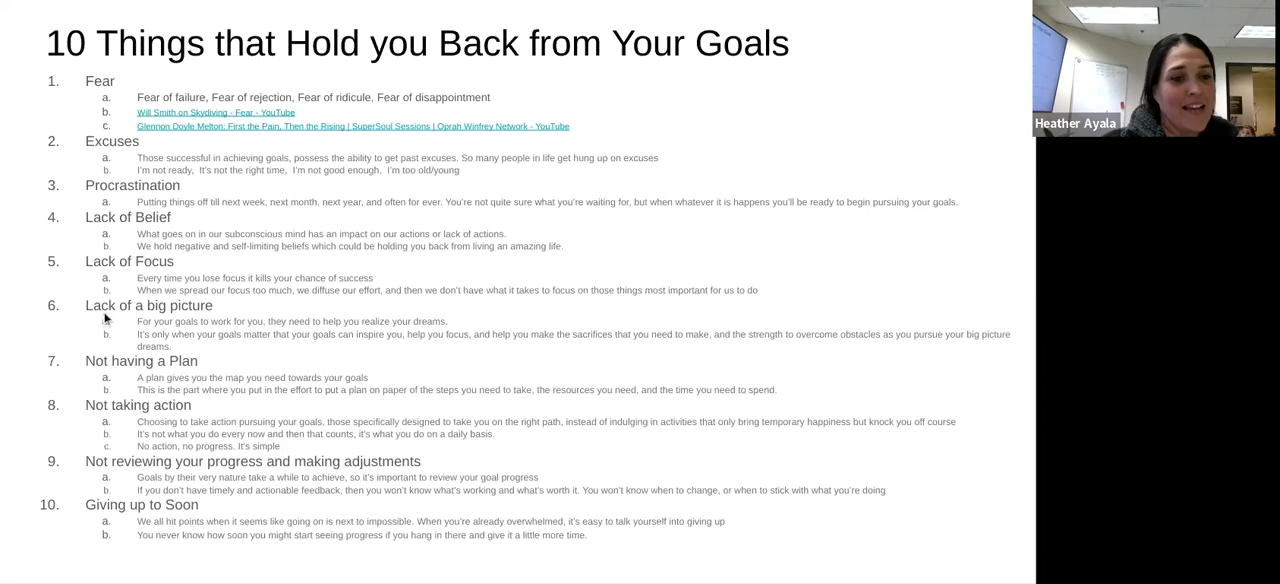 10 Things that Hold you Back from Your Goals
1. Fear
a. Fear of failure, Fear of rejection, Fear of ridicule, Fear of disappointment
b. Will Smith on Skydiving - Fear - YouTube
c. Glennon Doyle Melton: First the Pain, Then the Rising | SuperSoul Sessions | Oprah Winfrey Network - YouTube
2. Excuses
a. Those successful in achieving goals, possess the ability to get past excuses. So many people in life get hung up on excuses
b. I'm not ready, It's not the right time, I'm not good enough, I'm too old/young
3. Procrastination
a. Putting things off till next week, next month, next year, and often for ever. You're not quite sure what you're waiting for, but when whatever it is happens you'll be ready to begin pursuing your goals.
4. Lack of Belief
a. What goes on in our subconscious mind has an impact on our actions or lack of actions.
b. We hold negative and self-limiting beliefs which could be holding you back from living an amazing life.
5. Lack of Focus
a. Every time you lose focus it kills your chance of success
b. When we spread our focus too much, we diffuse our effort, and then we don't have what it takes to focus on those things most important for us to do
6. Lack of a big picture
For your goals to work for you, they need to help you realize your dreams.
b. It's only when your goals matter that your goals can inspire you, help you focus, and help you make the sacrifices that you need to make, and the strength to overcome obstacles as you pursue your big picture
dreams.
7. Not having a Plan
a. A plan gives you the map you need towards your goals
b. This is the part where you put in the effort to put a plan on paper of the steps you need to take, the resources you need, and the time you need to spend.
8. Not taking action
a. Choosing to take action pursuing your goals, those specifically designed to take you on the right path, instead of indulging in activities that only bring temporary happiness but knock you off course
b. It's not what you do every now and then that counts, it's what you do on a daily basis.
c. No action, no progress. It's simple
9. Not reviewing your progress and making adjustments
a. Goals by their very nature take a while to achieve, so it's important to review your goal progress
b. If you don't have timely and actionable feedback, then you won't know what's working and what's worth it. You won't know when to change, or when to stick with what you're doing
10. Giving up to Soon
a. We all hit points when it seems like going on is next to impossible. When you're already overwhelmed, it's easy to talk yourself into giving up
b. You never know how soon you might start seeing progress if you hang in there and give it a little more time.
Heather Ayala